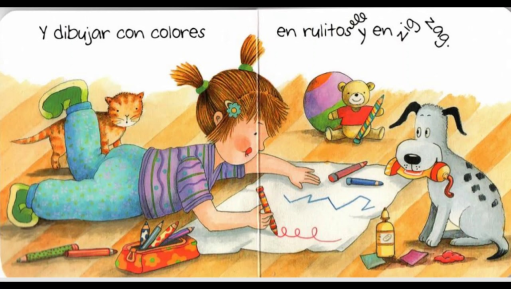 Y dibujar con colores
en rulitos y en zig zag.